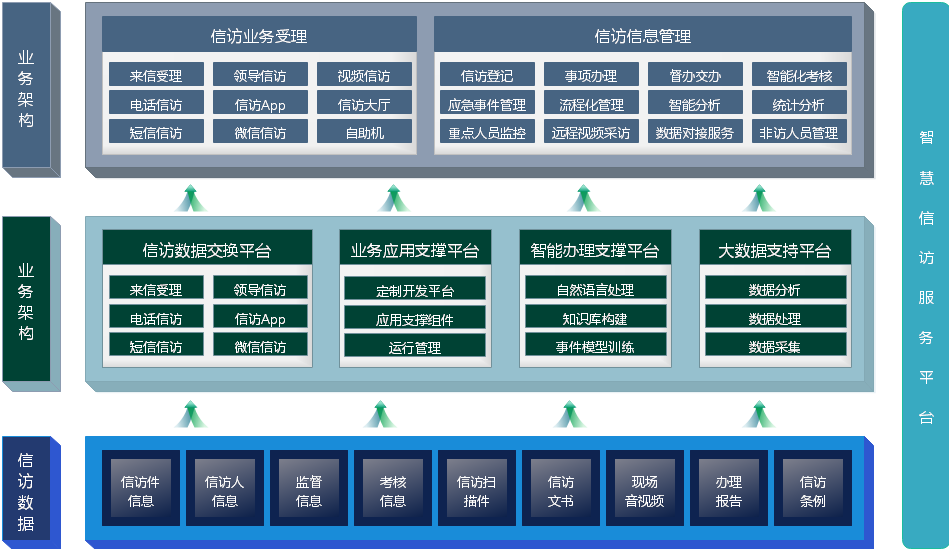 业务架构
信访业务受理
来信受理 领导信访 视频信访
电话信访 信访App 信访大厅
短信信访 微信信访 自助机
信访信息管理
信访登记 事项办理 督办交办 智能化考核
应急事件管理 流程化管理 智能分析 统计分析
重点人员监控 远程视频采访 数据对接服务 非访人员管理
业务架构
信访数据交换平台
来信受理 领导信访
电话信访 信访App
短信信访 微信信访
业务应用支撑平台
定制开发平台
应用支撑组件
运行管理
智能办理支撑平台
自然语言处理
知识库构建
事件模型训练
大数据支持平台
数据分析
数据处理
数据采集
信访数据
信访件
信息
信访人
信息
监督
信息
考核
信息
信访扫
描件
信访
文书
现场
音视频
办理
报告
信访
条例
智慧信访服务平台